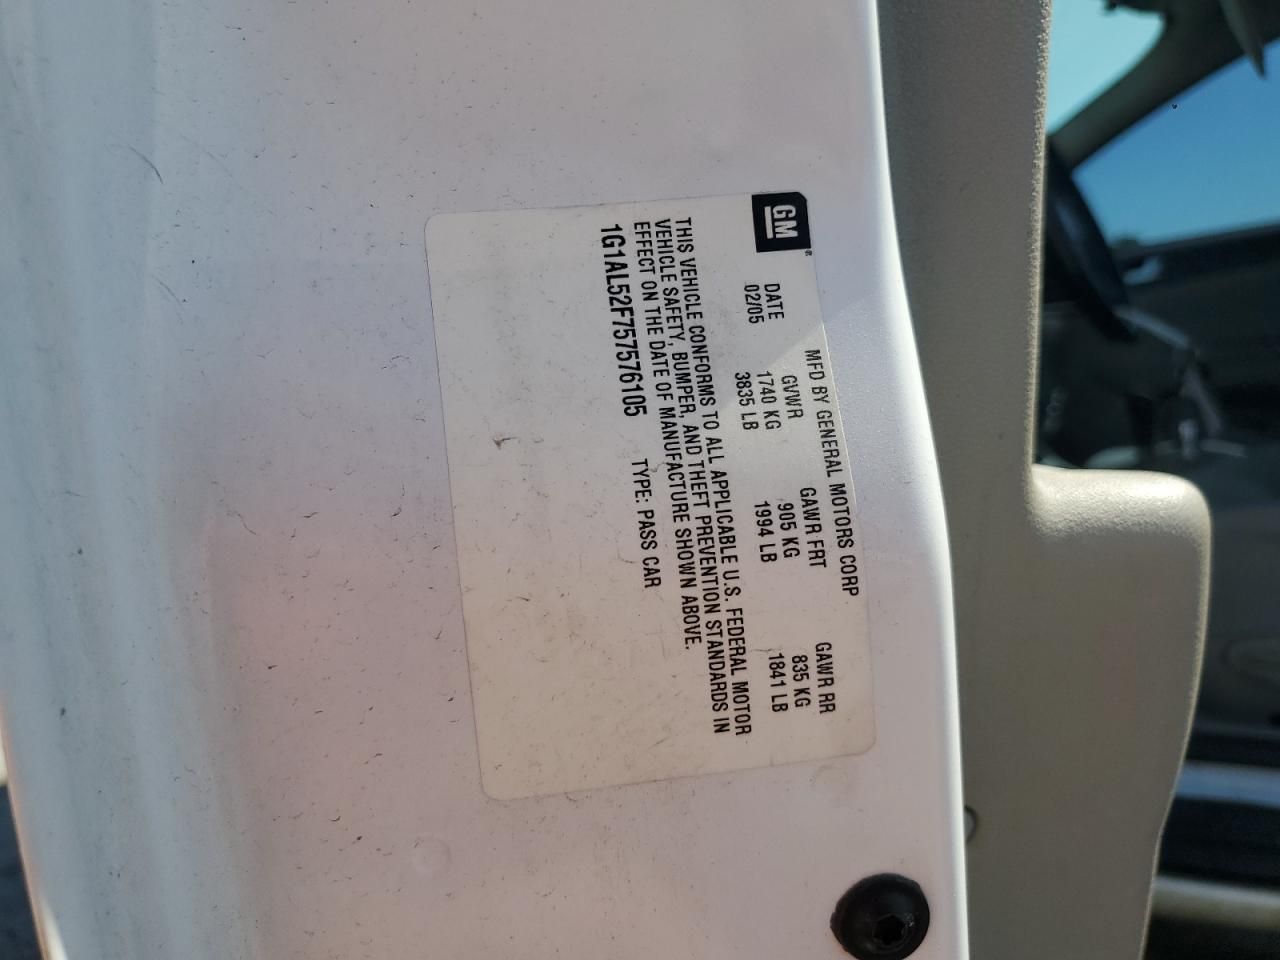 GM®
MFD BY GENERAL MOTORS CORP
DATE GVWR GAWR FRT GAWR RR
02/05 1740 KG 905 KG 835 KG
3835 LB 1994 LB 1841 LB
THIS VEHICLE CONFORMS TO ALL APPLICABLE U.S. FEDERAL MOTOR
VEHICLE SAFETY, BUMPER, AND THEFT PREVENTION STANDARDS IN
EFFECT ON THE DATE OF MANUFACTURE SHOWN ABOVE.
1G1AL52F757576105 TYPE: PASS CAR